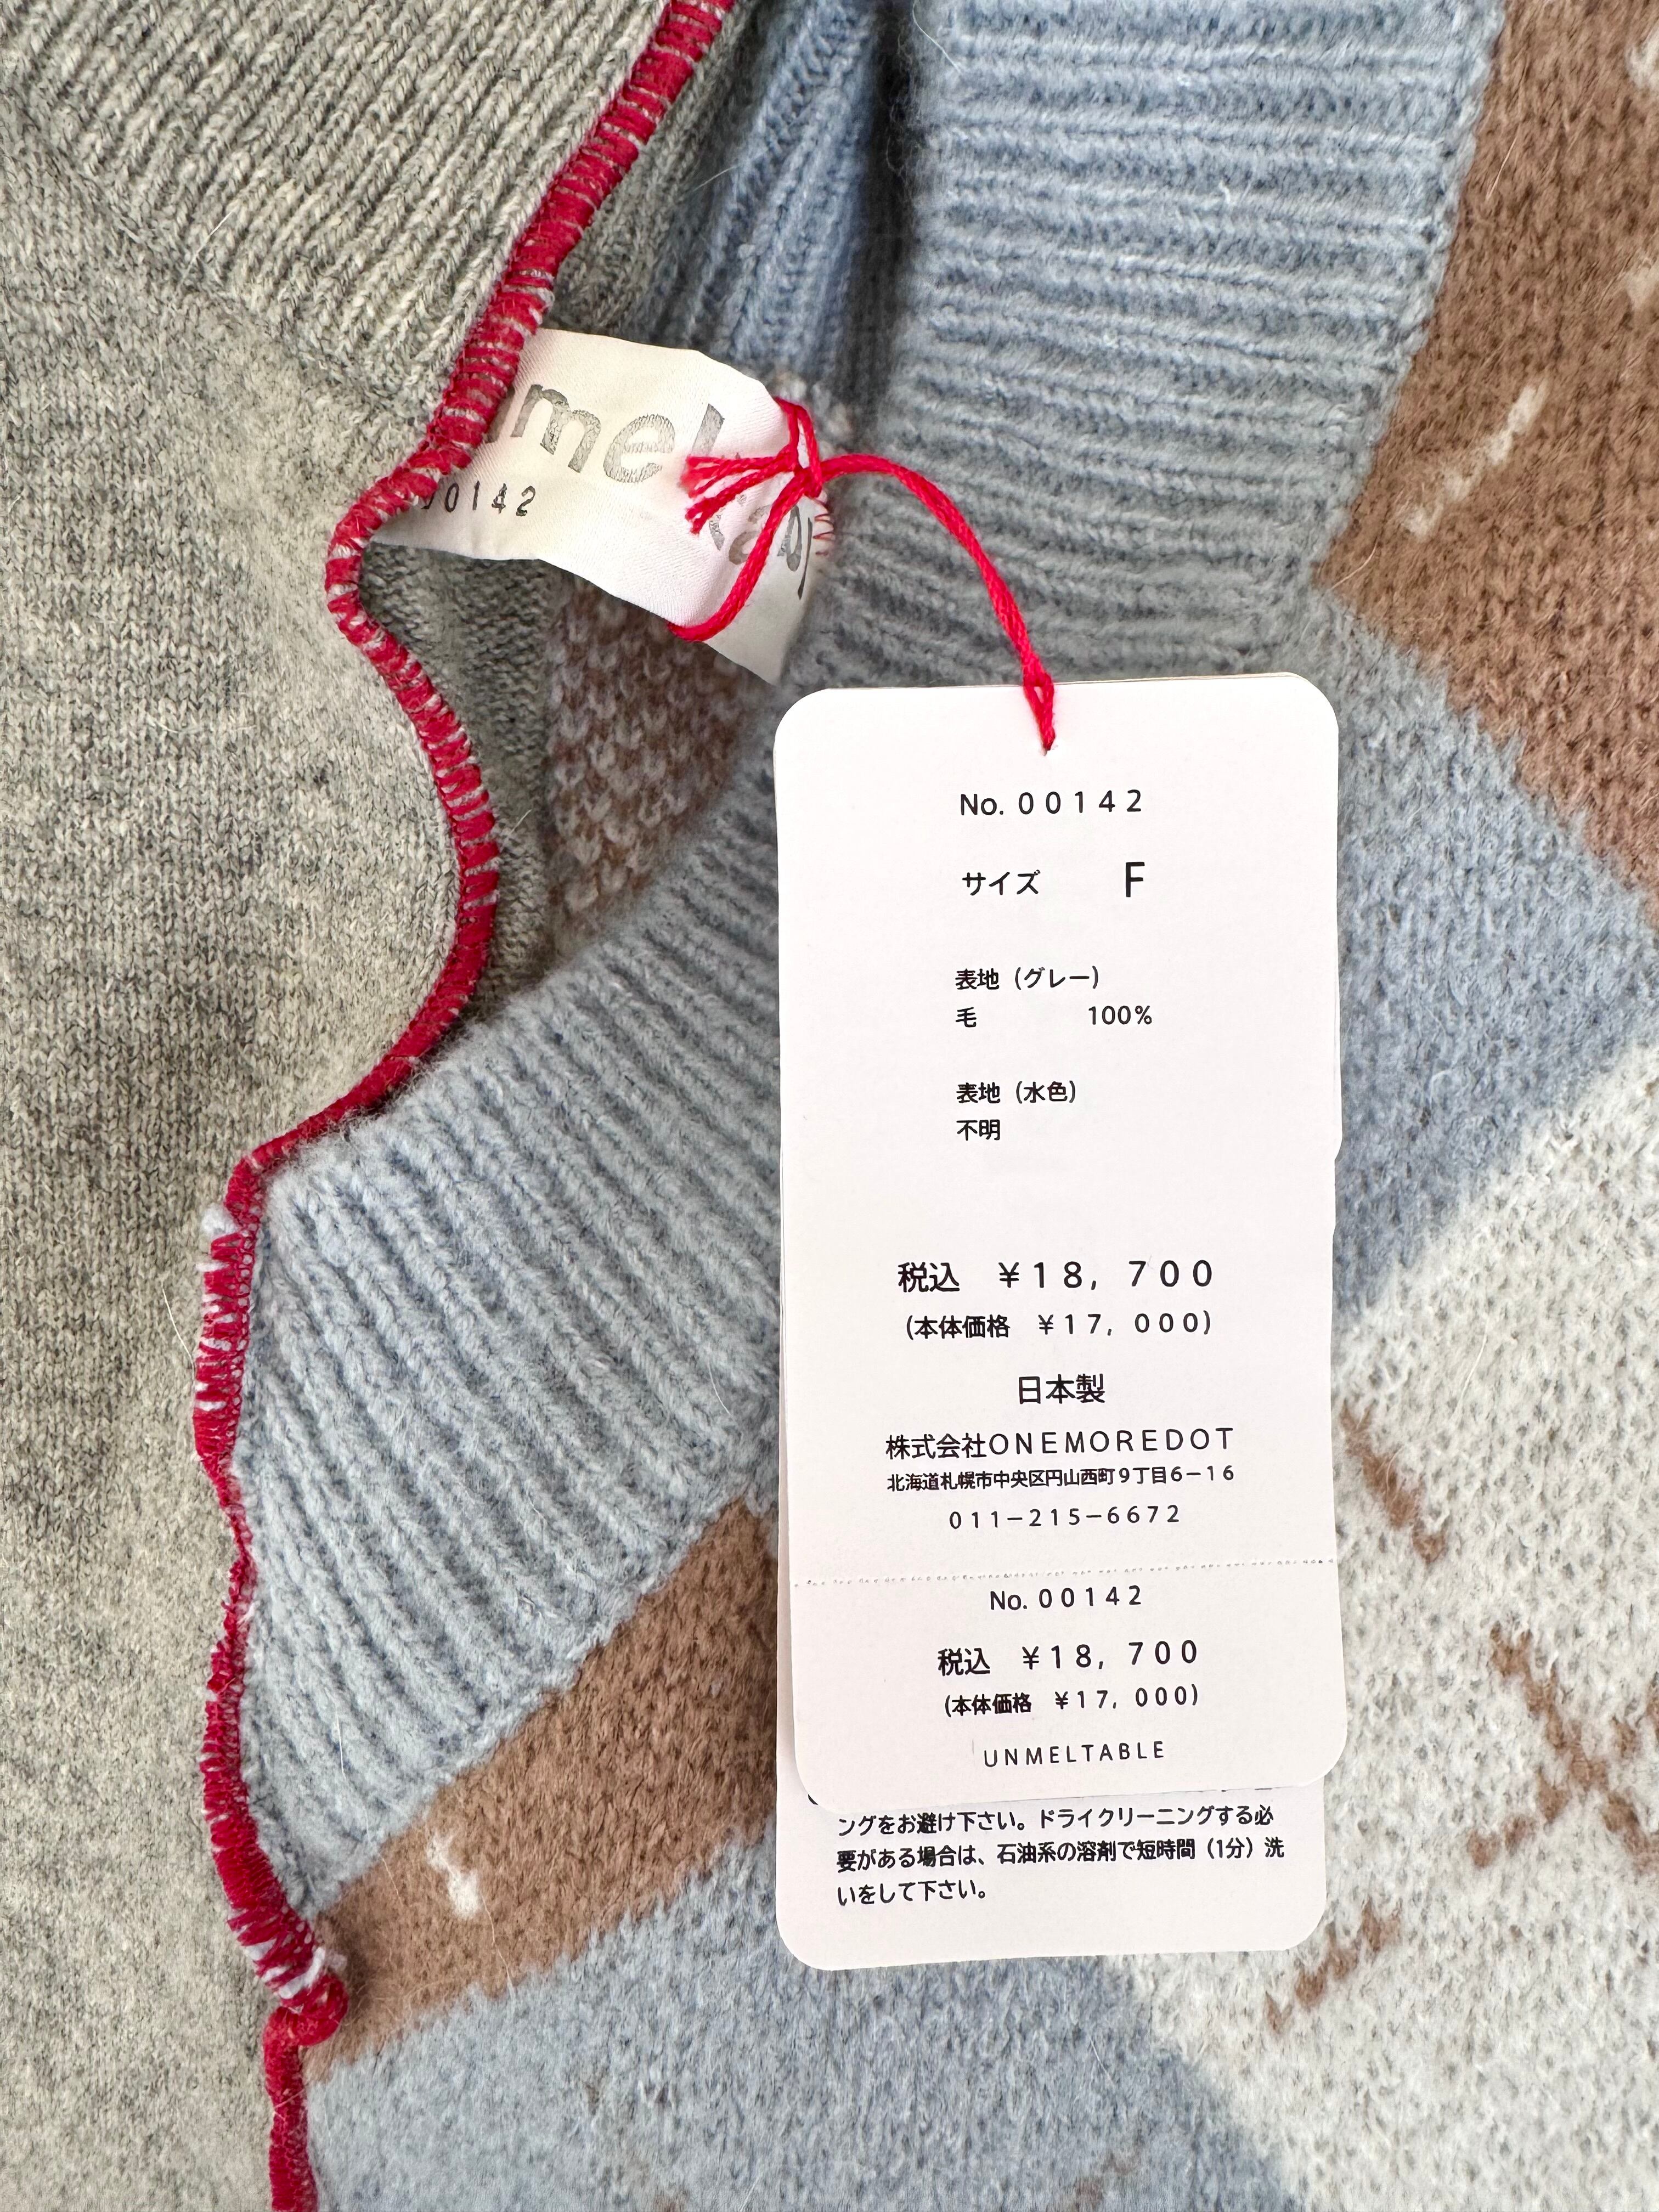 mel
00142
No. 00142
サイズ F
表地（グレー）
毛 100%
表地（水色）
不明
税込 ￥18，700
(本体価格 ￥17，000)
日本製
株式会社ONEMOREDOT
北海道札幌市中央区円山西町9丁目6－16
011－215－6672
No. 00142
税込 ￥18，700
(本体価格 ￥17，000)
UNMELTABLE
ングをお避け下さい。ドライクリーニングする必
要がある場合は、石油系の溶剤で短時間（1分）洗
いをして下さい。